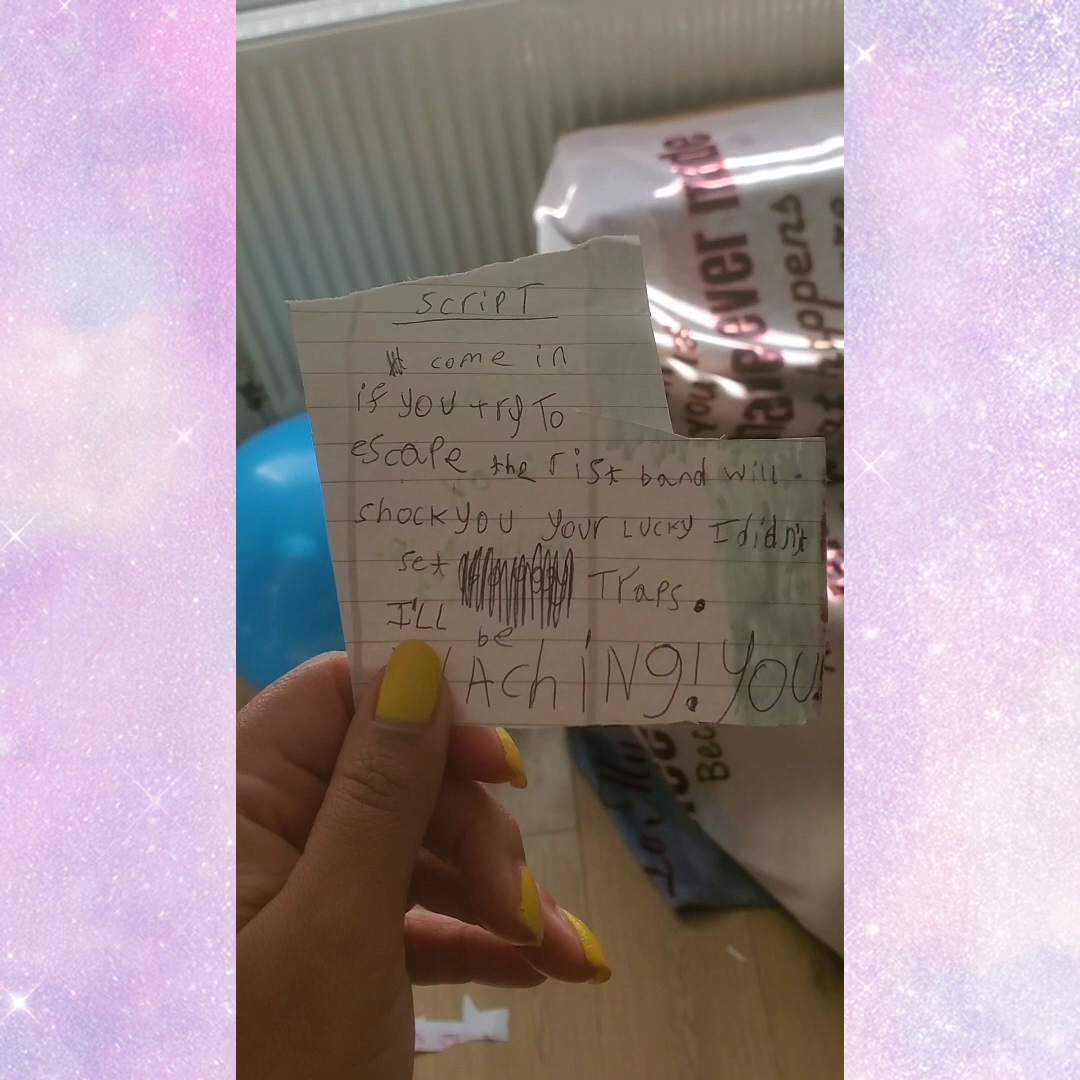 ScripT
come in
if you try To
escape the rist band will
shock you your Lucky I didn't
set Traps.
I'LL be
WAchiNg! YOU!
ever made
happens
you
Bec